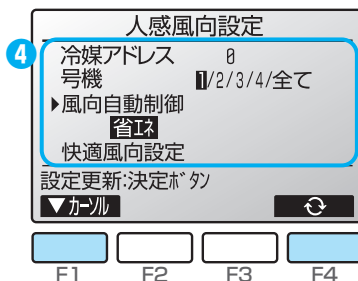 人感風向設定
4
冷媒アドレス 0
号機 1/2/3/4/全て
▶風向自動制御
省エネ
快適風向設定
設定更新:決定ボタン
▼カーソル
F1 F2 F3 F4